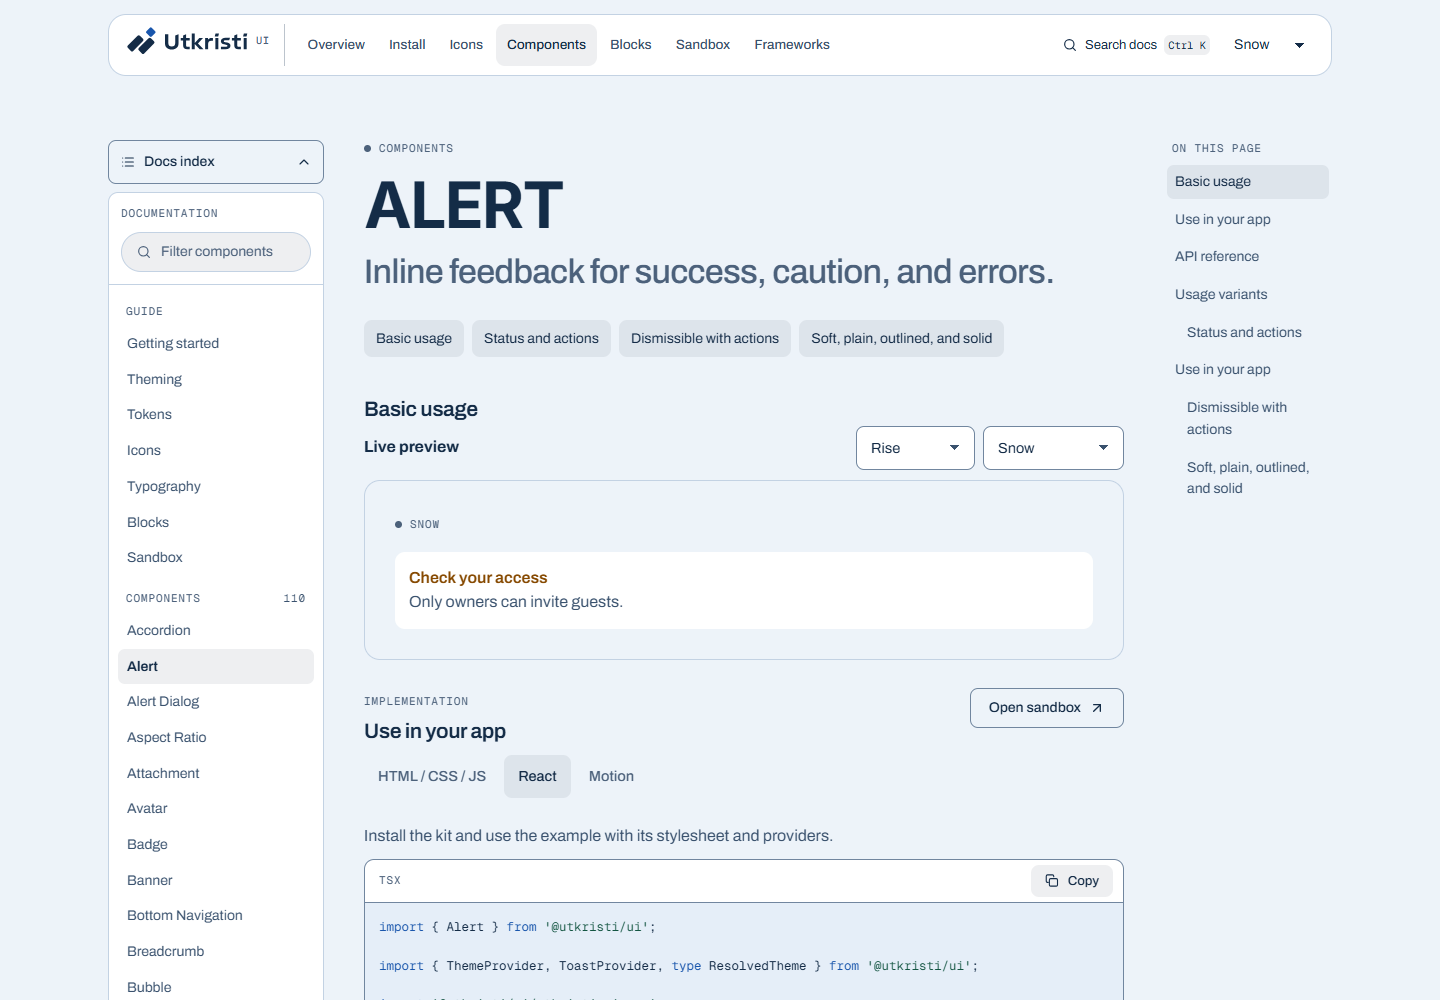 Utkristi UI
Overview
Install
Icons
Components
Blocks
Sandbox
Frameworks
Search docs
Ctrl K
Snow
Docs index
DOCUMENTATION
Filter components
GUIDE
Getting started
Theming
Tokens
Icons
Typography
Blocks
Sandbox
COMPONENTS 110
Accordion
Alert
Alert Dialog
Aspect Ratio
Attachment
Avatar
Badge
Banner
Bottom Navigation
Breadcrumb
Bubble
COMPONENTS
ALERT
Inline feedback for success, caution, and errors.
Basic usage
Status and actions
Dismissible with actions
Soft, plain, outlined, and solid
Basic usage
Live preview
Rise
Snow
SNOW
Check your access
Only owners can invite guests.
IMPLEMENTATION
Use in your app
Open sandbox
HTML / CSS / JS
React
Motion
Install the kit and use the example with its stylesheet and providers.
TSX
Copy
import { Alert } from '@utkristi/ui';
import { ThemeProvider, ToastProvider, type ResolvedTheme } from '@utkristi/ui';
ON THIS PAGE
Basic usage
Use in your app
API reference
Usage variants
Status and actions
Use in your app
Dismissible with
actions
Soft, plain, outlined,
and solid